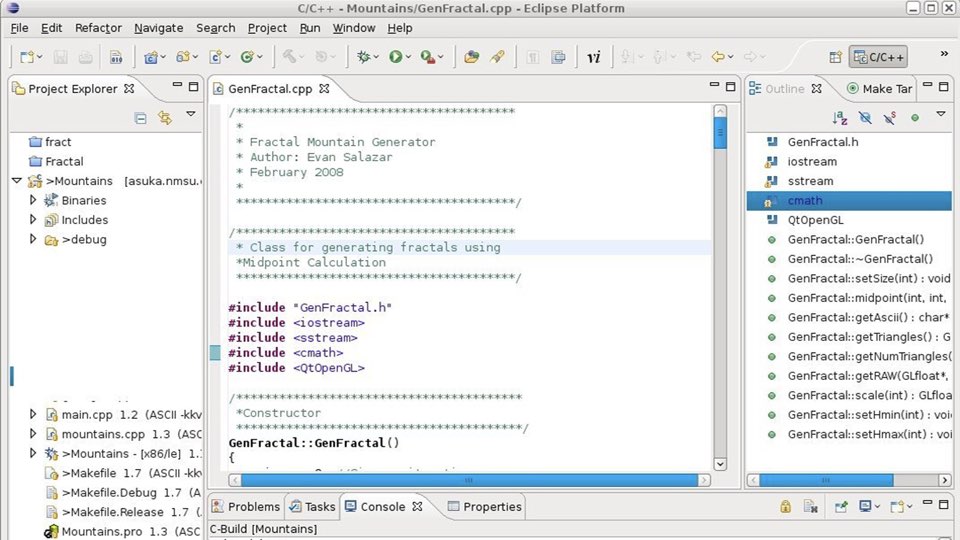 C/C++ - Mountains/GenFractal.cpp - Eclipse Platform
File Edit Refactor Navigate Search Project Run Window Help
C/C++
Project Explorer
fract
Fractal
>Mountains [asuka.nmsu.
Binaries
Includes
>debug
main.cpp 1.2 (ASCII -kkv
mountains.cpp 1.3 (ASC
>Mountains - [x86/le]
>Makefile 1.7 (ASCII -kk
>Makefile.Debug 1.7 (A
>Makefile.Release 1.7 (A
Mountains.pro 1.3 (ASC
GenFractal.cpp
/***************************************
*
* Fractal Mountain Generator
* Author: Evan Salazar
* February 2008
*
***************************************/
/***************************************
* Class for generating fractals using
*Midpoint Calculation
***************************************/
#include "GenFractal.h"
#include <iostream>
#include <sstream>
#include <cmath>
#include <QtOpenGL>
/****************************************
*Constructor
****************************************/
GenFractal::GenFractal()
{
Outline
Make Tar
GenFractal.h
iostream
sstream
cmath
QtOpenGL
GenFractal::GenFractal()
GenFractal::~GenFractal()
GenFractal::setSize(int) : void
GenFractal::midpoint(int, int,
GenFractal::getAscii() : char*
GenFractal::getTriangles() : G
GenFractal::getNumTriangles(
GenFractal::getRAW(GLfloat*,
GenFractal::scale(int) : GLfloa
GenFractal::setHmin(int) : voi
GenFractal::setHmax(int) : voi
Problems Tasks Console Properties
C-Build [Mountains]